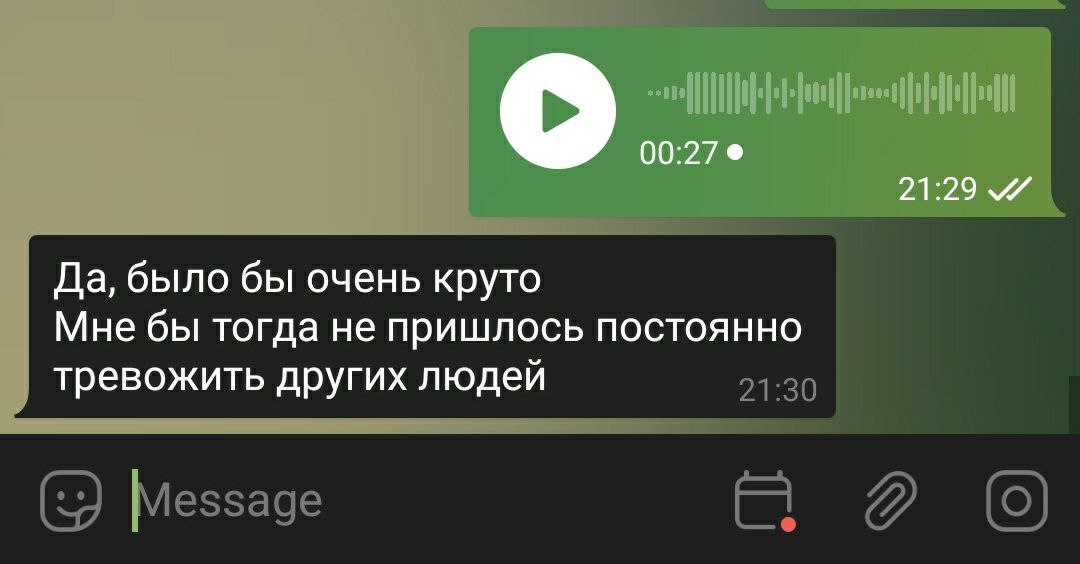 00:27
21:29
Да, было бы очень круто
Мне бы тогда не пришлось постоянно
тревожить других людей
21:30
Message